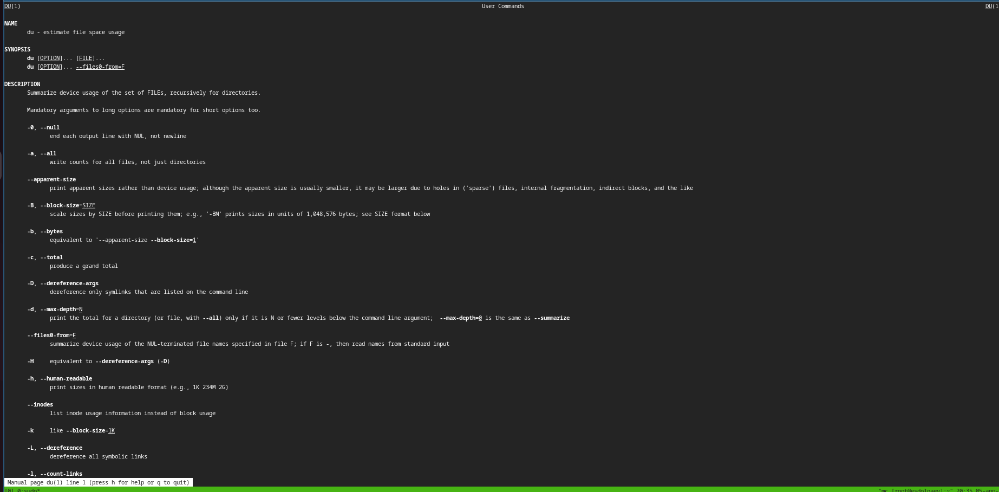 DU(1) User Commands DU(1
NAME
du - estimate file space usage
SYNOPSIS
du [OPTION]... [FILE]...
du [OPTION]... --files0-from=F
DESCRIPTION
Summarize device usage of the set of FILEs, recursively for directories.
Mandatory arguments to long options are mandatory for short options too.
-0, --null
end each output line with NUL, not newline
-a, --all
write counts for all files, not just directories
--apparent-size
print apparent sizes rather than device usage; although the apparent size is usually smaller, it may be larger due to holes in ('sparse') files, internal fragmentation, indirect blocks, and the like
-B, --block-size=SIZE
scale sizes by SIZE before printing them; e.g., '-BM' prints sizes in units of 1,048,576 bytes; see SIZE format below
-b, --bytes
equivalent to '--apparent-size --block-size=1'
-c, --total
produce a grand total
-D, --dereference-args
dereference only symlinks that are listed on the command line
-d, --max-depth=N
print the total for a directory (or file, with --all) only if it is N or fewer levels below the command line argument;  --max-depth=0 is the same as --summarize
--files0-from=F
summarize device usage of the NUL-terminated file names specified in file F; if F is -, then read names from standard input
-H equivalent to --dereference-args (-D)
-h, --human-readable
print sizes in human readable format (e.g., 1K 234M 2G)
--inodes
list inode usage information instead of block usage
-k like --block-size=1K
-L, --dereference
dereference all symbolic links
-l, --count-links
Manual page du(1) line 1 (press h for help or q to quit)
[0] 0:sudo* "mc [root@esdolgaev]:~" 20:35 05-апр-